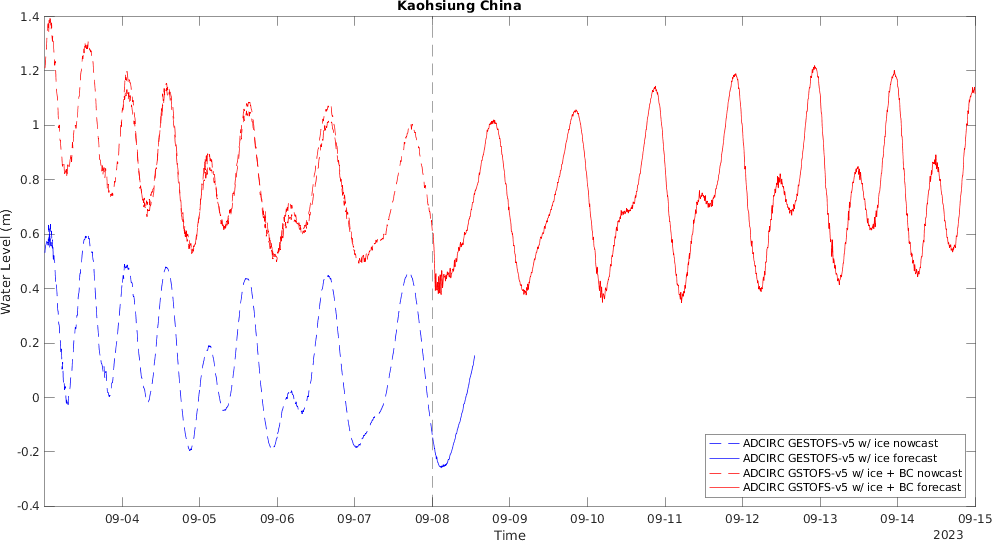 Kaohsiung China
1.4
1.2
1
0.8
0.6
0.4
0.2
0
-0.2
-0.4
Water Level (m)
09-04 09-05 09-06 09-07 09-08 09-09 09-10 09-11 09-12 09-13 09-14 09-15
Time
2023
ADCIRC GESTOFS-v5 w/ ice nowcast
ADCIRC GESTOFS-v5 w/ ice forecast
ADCIRC GSTOFS-v5 w/ ice + BC nowcast
ADCIRC GSTOFS-v5 w/ ice + BC forecast